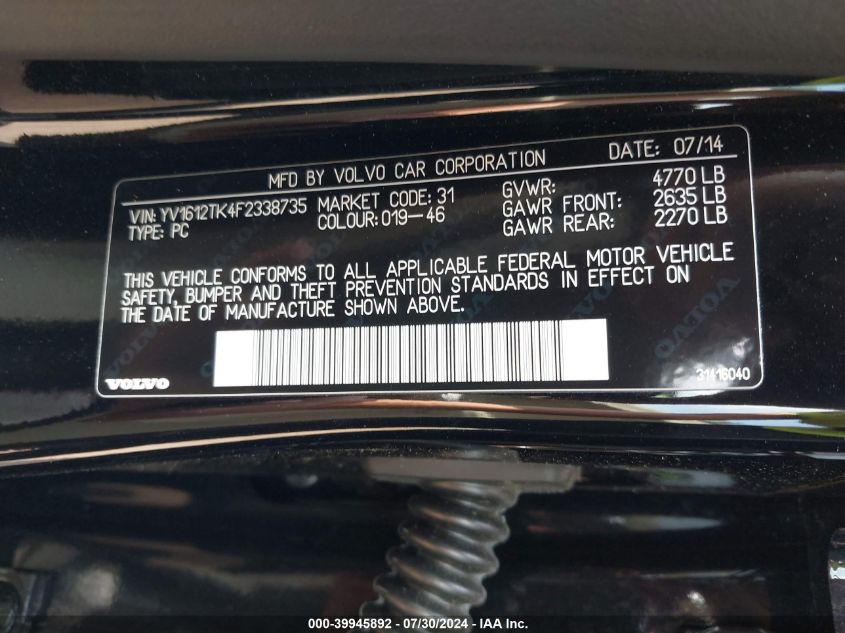 MFD BY VOLVO CAR CORPORATION DATE: 07/14
VIN: YV1612TK4F2338735 MARKET CODE: 31 GVWR: 4770 LB
TYPE: PC COLOUR: 019-46 GAWR FRONT: 2635 LB
GAWR REAR: 2270 LB
THIS VEHICLE CONFORMS TO ALL APPLICABLE FEDERAL MOTOR VEHICLE
SAFETY, BUMPER AND THEFT PREVENTION STANDARDS IN EFFECT ON
THE DATE OF MANUFACTURE SHOWN ABOVE.
VOLVO 31416040
000-39945892 - 07/30/2024 - IAA Inc.